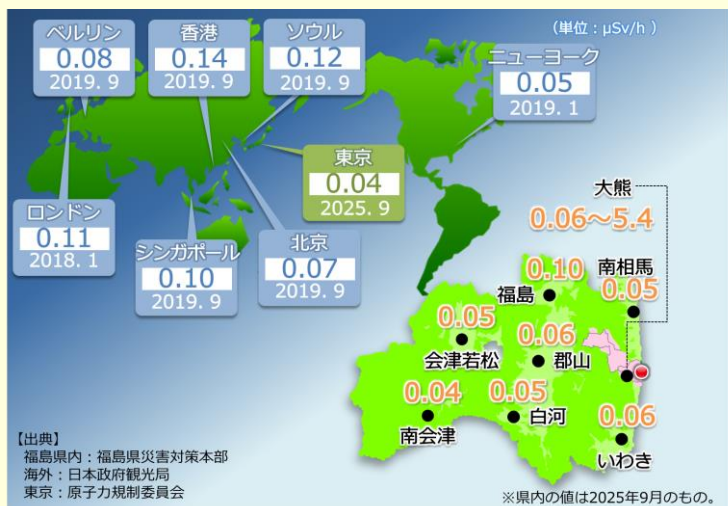 (単位：μSv/h)
ベルリン
0.08
2019. 9
香港
0.14
2019. 9
ソウル
0.12
2019. 9
ニューヨーク
0.05
2019. 1
東京
0.04
2025. 9
ロンドン
0.11
2018. 1
シンガポール
0.10
2019. 9
北京
0.07
2019. 9
大熊
0.06～5.4
0.10
福島
南相馬
0.05
0.05
会津若松
0.06
郡山
0.04
南会津
0.05
白河
0.06
いわき
【出典】
福島県内：福島県災害対策本部
海外：日本政府観光局
東京：原子力規制委員会
※県内の値は2025年9月のもの。